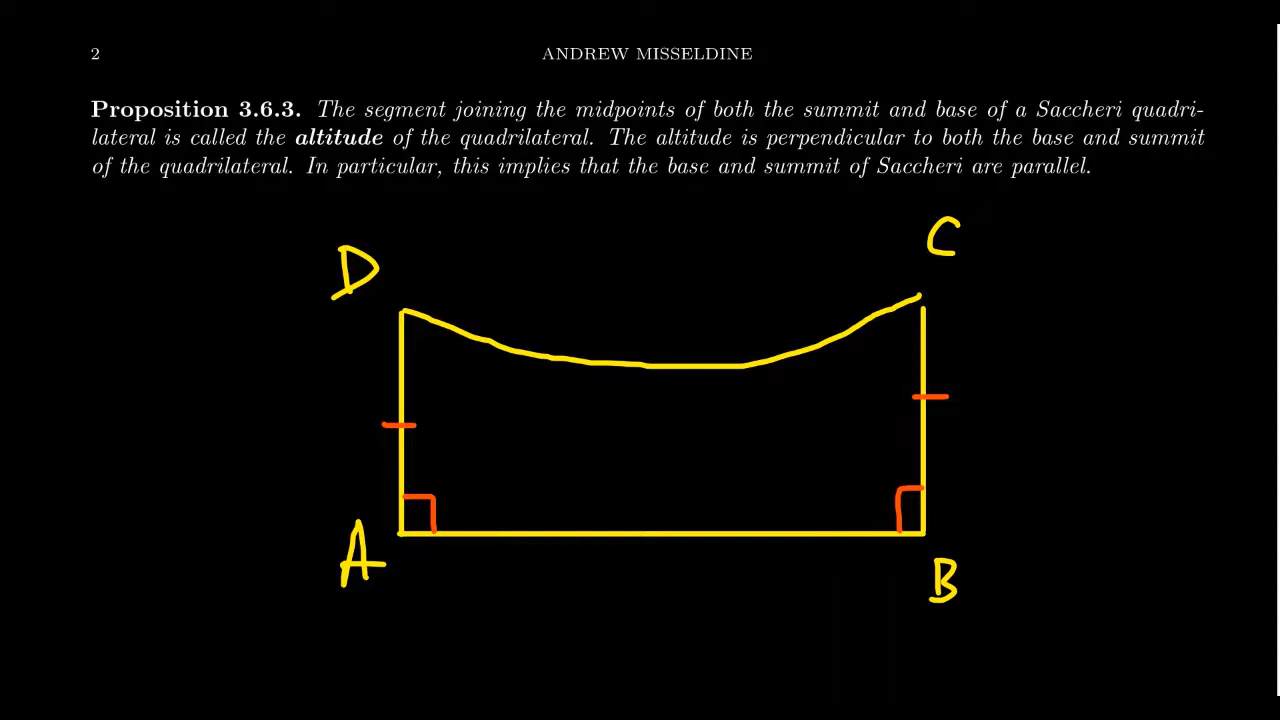 2 ANDREW MISSELDINE
Proposition 3.6.3. The segment joining the midpoints of both the summit and base of a Saccheri quadri-
lateral is called the altitude of the quadrilateral. The altitude is perpendicular to both the base and summit
of the quadrilateral. In particular, this implies that the base and summit of Saccheri are parallel.
D C
A B